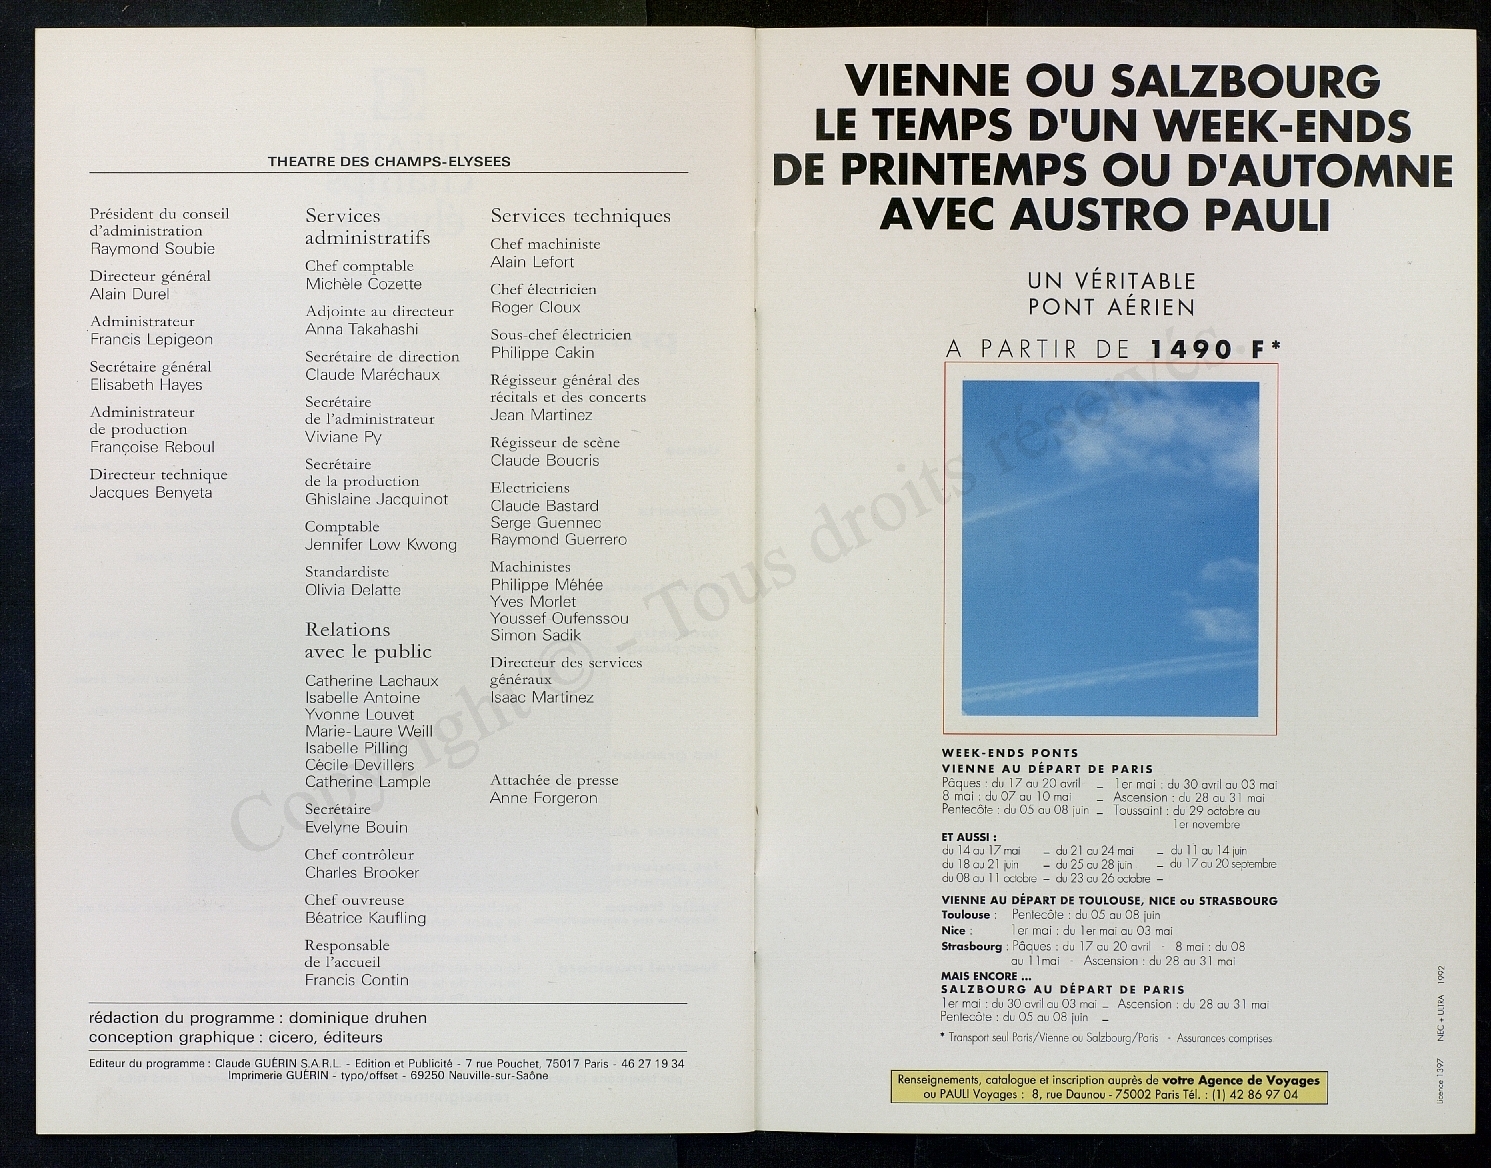 THEATRE DES CHAMPS-ELYSEES
Président du conseil
d'administration
Raymond Soubie
Directeur général
Alain Durel
Administrateur
Francis Lepigeon
Secrétaire général
Elisabeth Hayes
Administrateur
de production
Françoise Reboul
Directeur technique
Jacques Benyeta
Services
administratifs
Chef comptable
Michèle Cozette
Adjointe au directeur
Anna Takahashi
Secrétaire de direction
Claude Maréchaux
Secrétaire
de l'administrateur
Viviane Py
Secrétaire
de la production
Ghislaine Jacquinot
Comptable
Jennifer Low Kwong
Standardiste
Olivia Delatte
Relations
avec le public
Catherine Lachaux
Isabelle Antoine
Yvonne Louvet
Marie-Laure Weill
Isabelle Pilling
Cécile Devillers
Catherine Lample
Secrétaire
Evelyne Bouin
Chef contrôleur
Charles Brooker
Chef ouvreuse
Béatrice Kaufling
Responsable
de l'accueil
Francis Contin
Services techniques
Chef machiniste
Alain Lefort
Chef électricien
Roger Cloux
Sous-chef électricien
Philippe Cakin
Régisseur général des
récitals et des concerts
Jean Martinez
Régisseur de scène
Claude Boucris
Electriciens
Claude Bastard
Serge Guennec
Raymond Guerrero
Machinistes
Philippe Méhée
Yves Morlet
Youssef Oufenssou
Simon Sadik
Directeur des services
généraux
Isaac Martinez
Attachée de presse
Anne Forgeron
rédaction du programme : dominique druhen
conception graphique : cicero, éditeurs
Editeur du programme : Claude GUÉRIN S.A.R.L. - Edition et Publicité - 7 rue Pouchet, 75017 Paris - 46 27 19 34
Imprimerie GUÉRIN - typo/offset - 69250 Neuville-sur-Saône
VIENNE OU SALZBOURG
LE TEMPS D'UN WEEK-ENDS
DE PRINTEMPS OU D'AUTOMNE
AVEC AUSTRO PAULI
UN VÉRITABLE
PONT AÉRIEN
A PARTIR DE 1490 F*
WEEK-ENDS PONTS
VIENNE AU DÉPART DE PARIS
Pâques : du 17 au 20 avril – 1er mai : du 30 avril au 03 mai
8 mai : du 07 au 10 mai – Ascension : du 28 au 31 mai
Pentecôte : du 05 au 08 juin – Toussaint : du 29 octobre au
1er novembre
ET AUSSI :
du 14 au 17 mai – du 21 au 24 mai – du 11 au 14 juin
du 18 au 21 juin – du 25 au 28 juin – du 17 au 20 septembre
du 08 au 11 octobre – du 23 au 26 octobre –
VIENNE AU DÉPART DE TOULOUSE, NICE ou STRASBOURG
Toulouse : Pentecôte : du 05 au 08 juin
Nice : 1er mai : du 1er mai au 03 mai
Strasbourg : Pâques : du 17 au 20 avril - 8 mai : du 08
au 11mai - Ascension : du 28 au 31 mai
MAIS ENCORE ...
SALZBOURG AU DÉPART DE PARIS
1er mai : du 30 avril au 03 mai – Ascension : du 28 au 31 mai
Pentecôte : du 05 au 08 juin –
* Transport seul Paris/Vienne ou Salzbourg/Paris - Assurances comprises
Renseignements, catalogue et inscription auprès de votre Agence de Voyages
ou PAULI Voyages : 8, rue Daunou - 75002 Paris Tél. : (1) 42 86 97 04
Licence 1397 NEC + ULTRA 1992
Copyright © - Tous droits réservés.